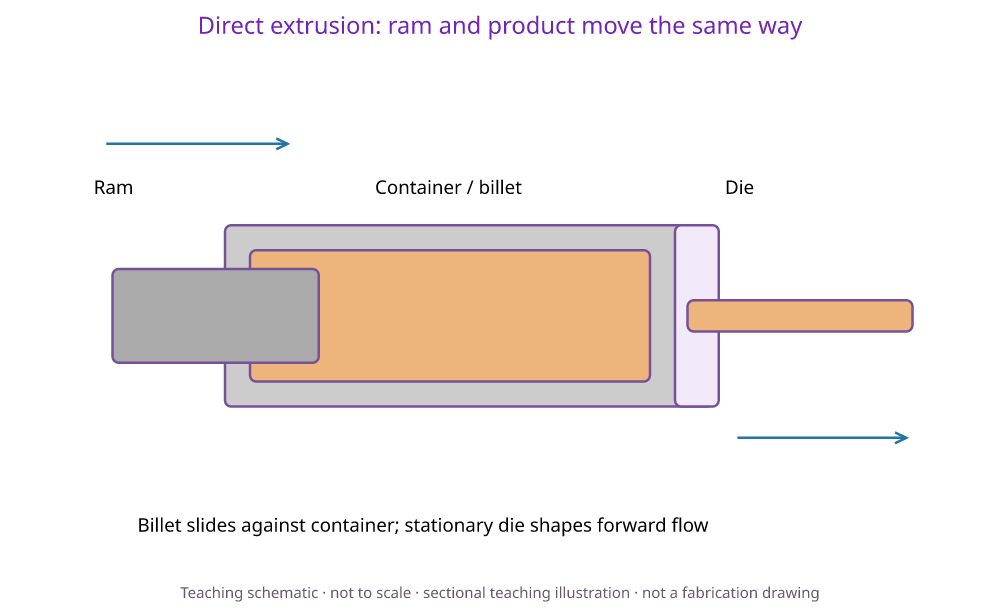 Direct extrusion: ram and product move the same way
Ram
Container / billet
Die
Billet slides against container; stationary die shapes forward flow
Teaching schematic · not to scale · sectional teaching illustration · not a fabrication drawing